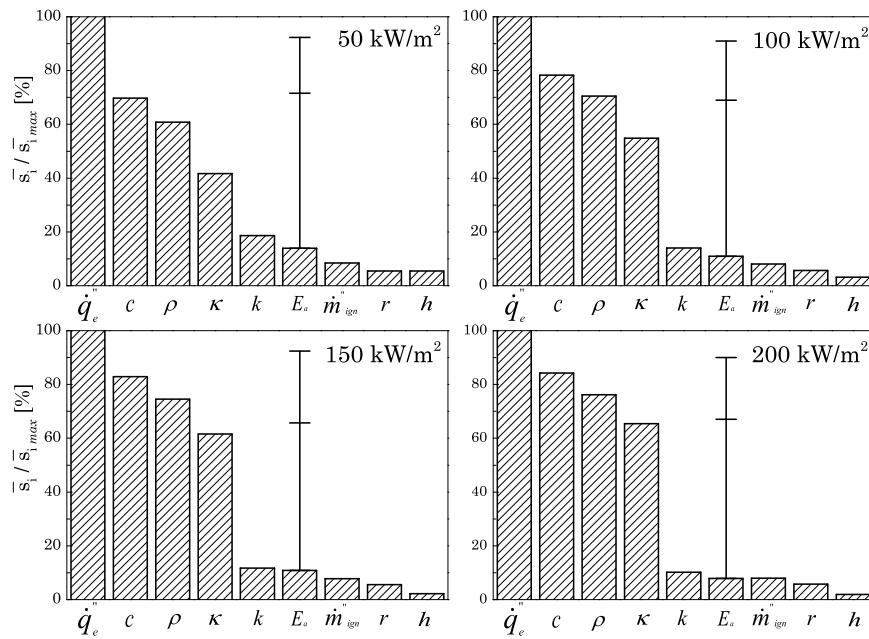 50 kW/m²
s̄ᵢ / s̄ᵢ max [%]
100
80
60
40
20
0
q̇″ₑ c ρ κ k Eₐ ṁ″ign r h
100 kW/m²
100
80
60
40
20
0
q̇″ₑ c ρ κ k Eₐ ṁ″ign r h
150 kW/m²
s̄ᵢ / s̄ᵢ max [%]
100
80
60
40
20
0
q̇″ₑ c ρ κ k Eₐ ṁ″ign r h
200 kW/m²
100
80
60
40
20
0
q̇″ₑ c ρ κ k Eₐ ṁ″ign r h